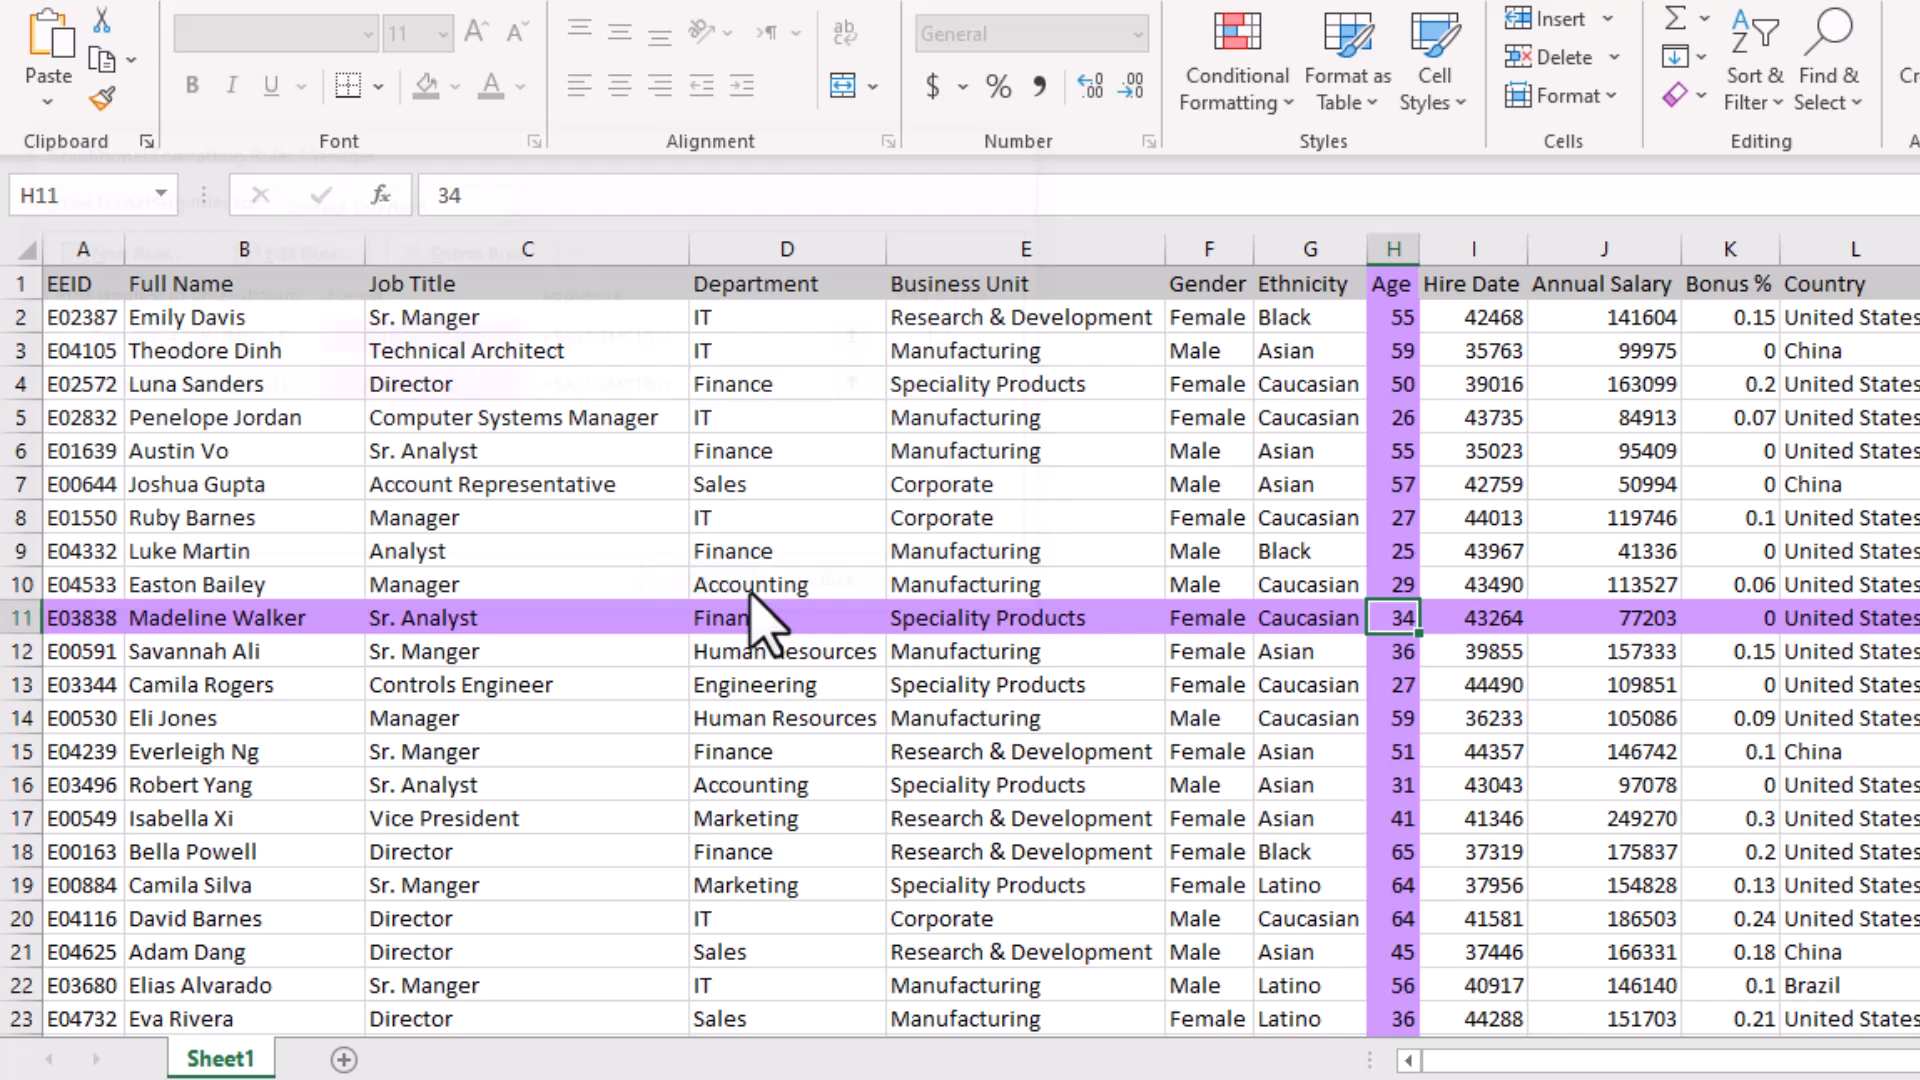 Paste
Clipboard
11
A
A
B I U
A
Font
ab
Alignment
General
$ % ,
Number
Conditional Formatting
Format as Table
Cell Styles
Styles
Insert
Delete
Format
Cells
Sort & Filter
Find & Select
Editing
H11
fx
34
A B C D E F G H I J K L
1 EEID Full Name Job Title Department Business Unit Gender Ethnicity Age Hire Date Annual Salary Bonus % Country
2 E02387 Emily Davis Sr. Manger IT Research & Development Female Black 55 42468 141604 0.15 United States
3 E04105 Theodore Dinh Technical Architect IT Manufacturing Male Asian 59 35763 99975 0 China
4 E02572 Luna Sanders Director Finance Speciality Products Female Caucasian 50 39016 163099 0.2 United States
5 E02832 Penelope Jordan Computer Systems Manager IT Manufacturing Female Caucasian 26 43735 84913 0.07 United States
6 E01639 Austin Vo Sr. Analyst Finance Manufacturing Male Asian 55 35023 95409 0 United States
7 E00644 Joshua Gupta Account Representative Sales Corporate Male Asian 57 42759 50994 0 China
8 E01550 Ruby Barnes Manager IT Corporate Female Caucasian 27 44013 119746 0.1 United States
9 E04332 Luke Martin Analyst Finance Manufacturing Male Black 25 43967 41336 0 United States
10 E04533 Easton Bailey Manager Accounting Manufacturing Male Caucasian 29 43490 113527 0.06 United States
11 E03838 Madeline Walker Sr. Analyst Finan Speciality Products Female Caucasian 34 43264 77203 0 United States
12 E00591 Savannah Ali Sr. Manger Human Resources Manufacturing Female Asian 36 39855 157333 0.15 United States
13 E03344 Camila Rogers Controls Engineer Engineering Speciality Products Female Caucasian 27 44490 109851 0 United States
14 E00530 Eli Jones Manager Human Resources Manufacturing Male Caucasian 59 36233 105086 0.09 United States
15 E04239 Everleigh Ng Sr. Manger Finance Research & Development Female Asian 51 44357 146742 0.1 China
16 E03496 Robert Yang Sr. Analyst Accounting Speciality Products Male Asian 31 43043 97078 0 United States
17 E00549 Isabella Xi Vice President Marketing Research & Development Female Asian 41 41346 249270 0.3 United States
18 E00163 Bella Powell Director Finance Research & Development Female Black 65 37319 175837 0.2 United States
19 E00884 Camila Silva Sr. Manger Marketing Speciality Products Female Latino 64 37956 154828 0.13 United States
20 E04116 David Barnes Director IT Corporate Male Caucasian 64 41581 186503 0.24 United States
21 E04625 Adam Dang Director Sales Research & Development Male Asian 45 37446 166331 0.18 China
22 E03680 Elias Alvarado Sr. Manger IT Manufacturing Male Latino 56 40917 146140 0.1 Brazil
23 E04732 Eva Rivera Director Sales Manufacturing Female Latino 36 44288 151703 0.21 United States
Sheet1